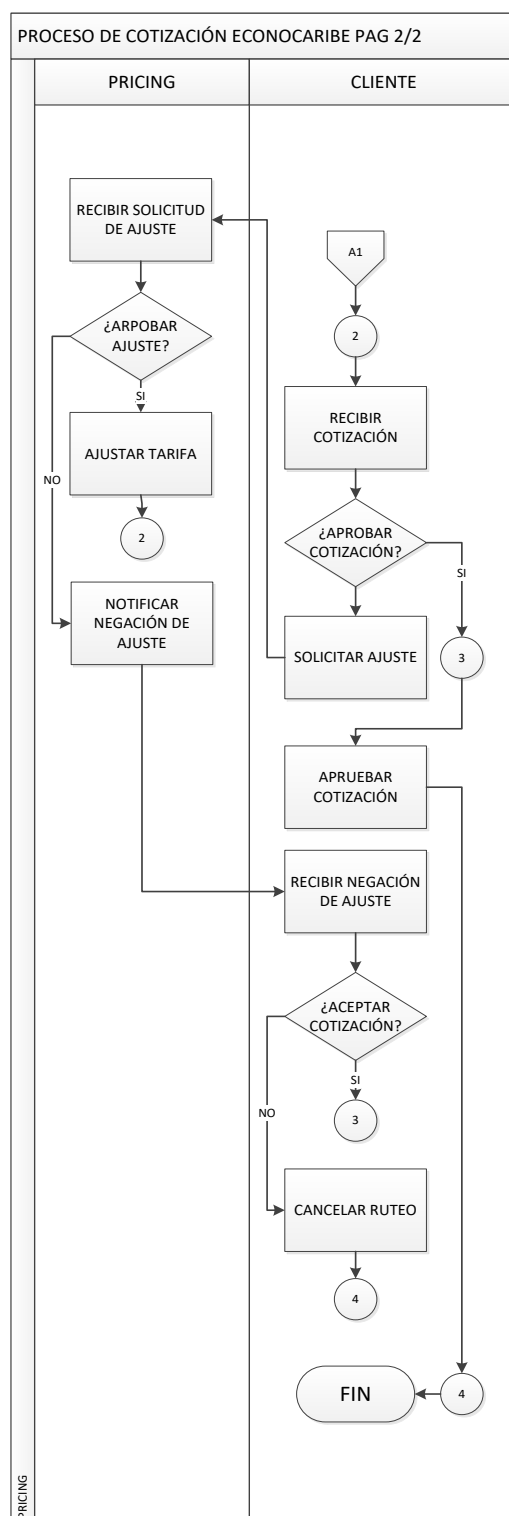 PROCESO DE COTIZACIÓN ECONOCARIBE PAG 2/2
PRICING
CLIENTE
RECIBIR SOLICITUD
DE AJUSTE
A1
¿ARPOBAR
AJUSTE?
2
SI
RECIBIR
COTIZACIÓN
AJUSTAR TARIFA
NO
2
¿APROBAR
COTIZACIÓN?
SI
NOTIFICAR
NEGACIÓN DE
AJUSTE
SOLICITAR AJUSTE
3
APRUEBAR
COTIZACIÓN
RECIBIR NEGACIÓN
DE AJUSTE
¿ACEPTAR
COTIZACIÓN?
SI
NO
3
CANCELAR RUTEO
4
FIN
4
PRICING